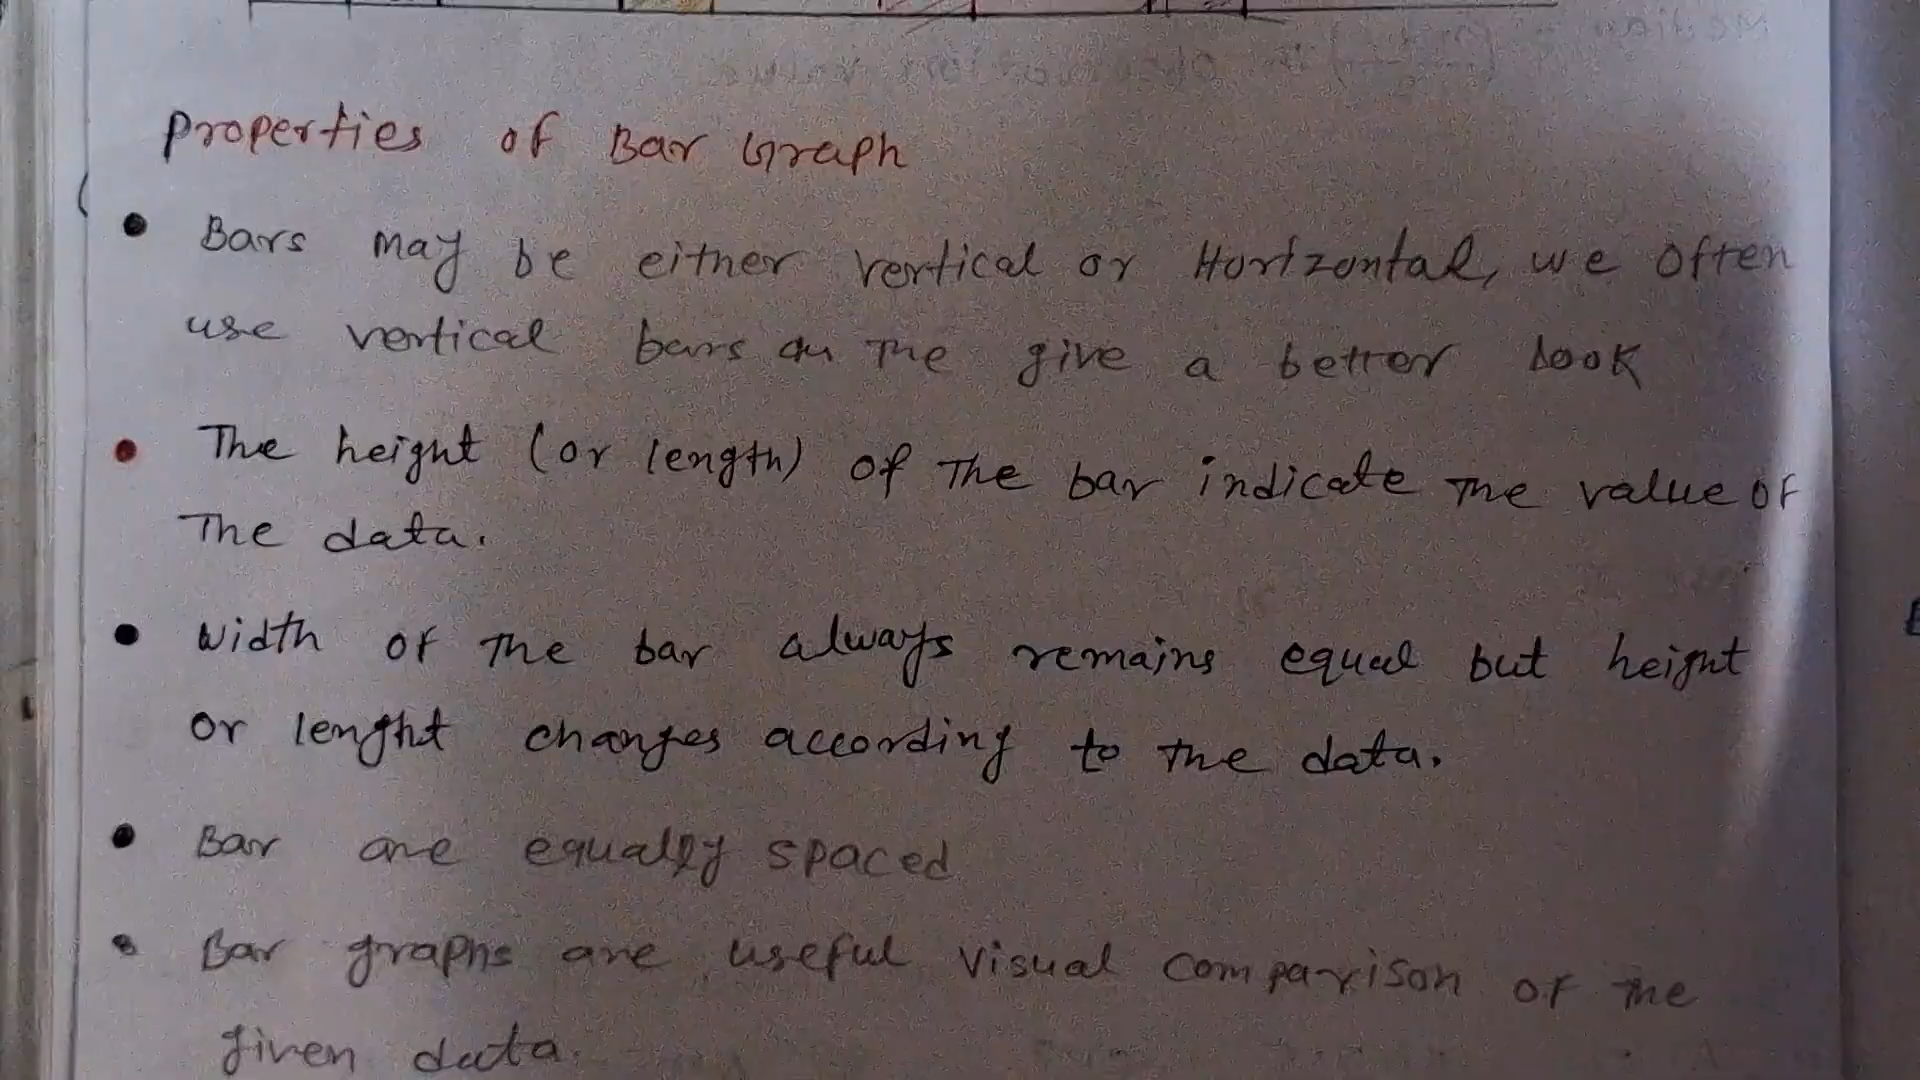 Properties of Bar Graph
• Bars may be either vertical or Horizontal, we often
use vertical bars as the give a better look
• The height (or length) of The bar indicate the value of
The data.
• Width of The bar always remains equal but height
or lenght changes according to the data.
• Bar are equally spaced
• Bar graphs are useful visual comparison of the
given data.